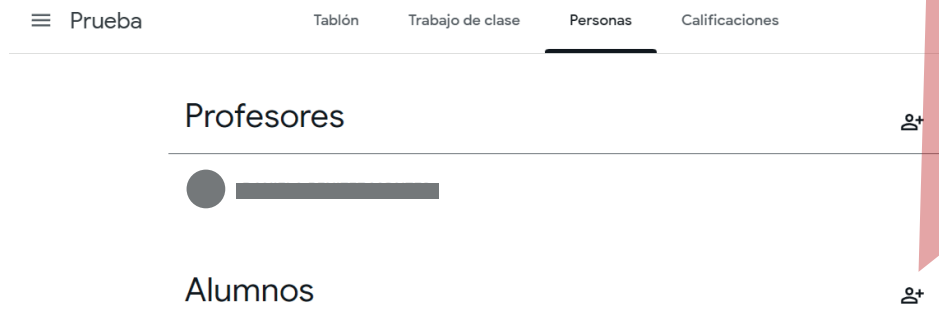 Prueba Tablón Trabajo de clase Personas Calificaciones
Profesores
Alumnos